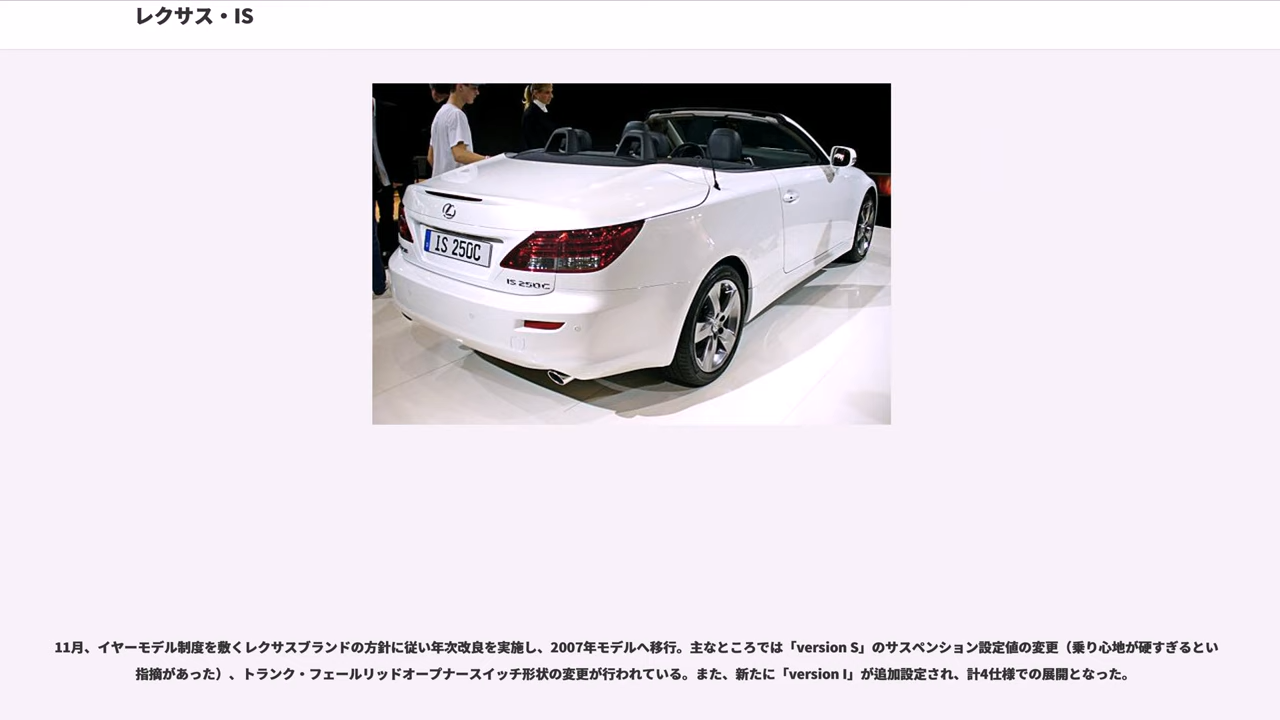 レクサス・IS
IS 250C
IS 250C
11月、イヤーモデル制度を敷くレクサスブランドの方針に従い年次改良を実施し、2007年モデルへ移行。主なところでは「version S」のサスペンション設定値の変更（乗り心地が硬すぎるとい
指摘があった）、トランク・フェールリッドオープナースイッチ形状の変更が行われている。また、新たに「version I」が追加設定され、計4仕様での展開となった。